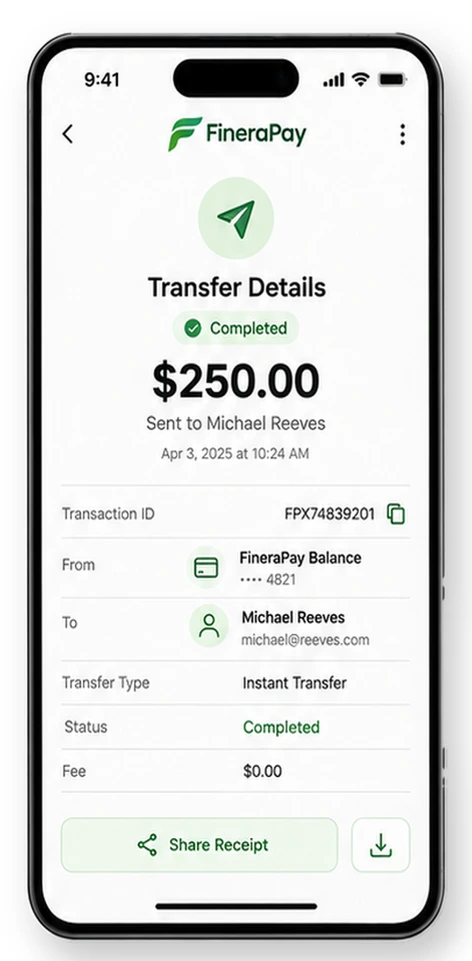 9:41
FineraPay
Transfer Details
Completed
$250.00
Sent to Michael Reeves
Apr 3, 2025 at 10:24 AM
Transaction ID FPX74839201
From FineraPay Balance
•••• 4821
To Michael Reeves
michael@reeves.com
Transfer Type Instant Transfer
Status Completed
Fee $0.00
Share Receipt